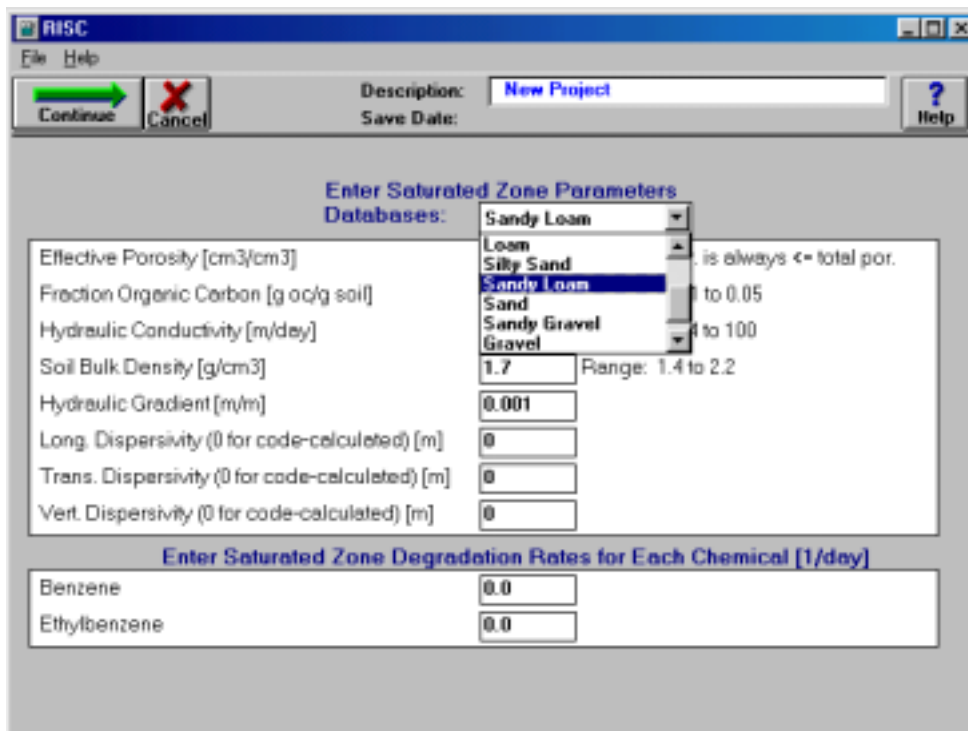 RISC
File Help
Continue
Cancel
Description: New Project
Save Date:
Help
Enter Saturated Zone Parameters
Databases: Sandy Loam
Loam
Silty Sand
Sandy Loam
Sand
Sandy Gravel
Gravel
Effective Porosity [cm3/cm3] . is always <= total por.
Fraction Organic Carbon [g oc/g soil] to 0.05
Hydraulic Conductivity [m/day] to 100
Soil Bulk Density [g/cm3] 1.7 Range: 1.4 to 2.2
Hydraulic Gradient [m/m] 0.001
Long. Dispersivity (0 for code-calculated) [m] 0
Trans. Dispersivity (0 for code-calculated) [m] 0
Vert. Dispersivity (0 for code-calculated) [m] 0
Enter Saturated Zone Degradation Rates for Each Chemical [1/day]
Benzene 0.0
Ethylbenzene 0.0